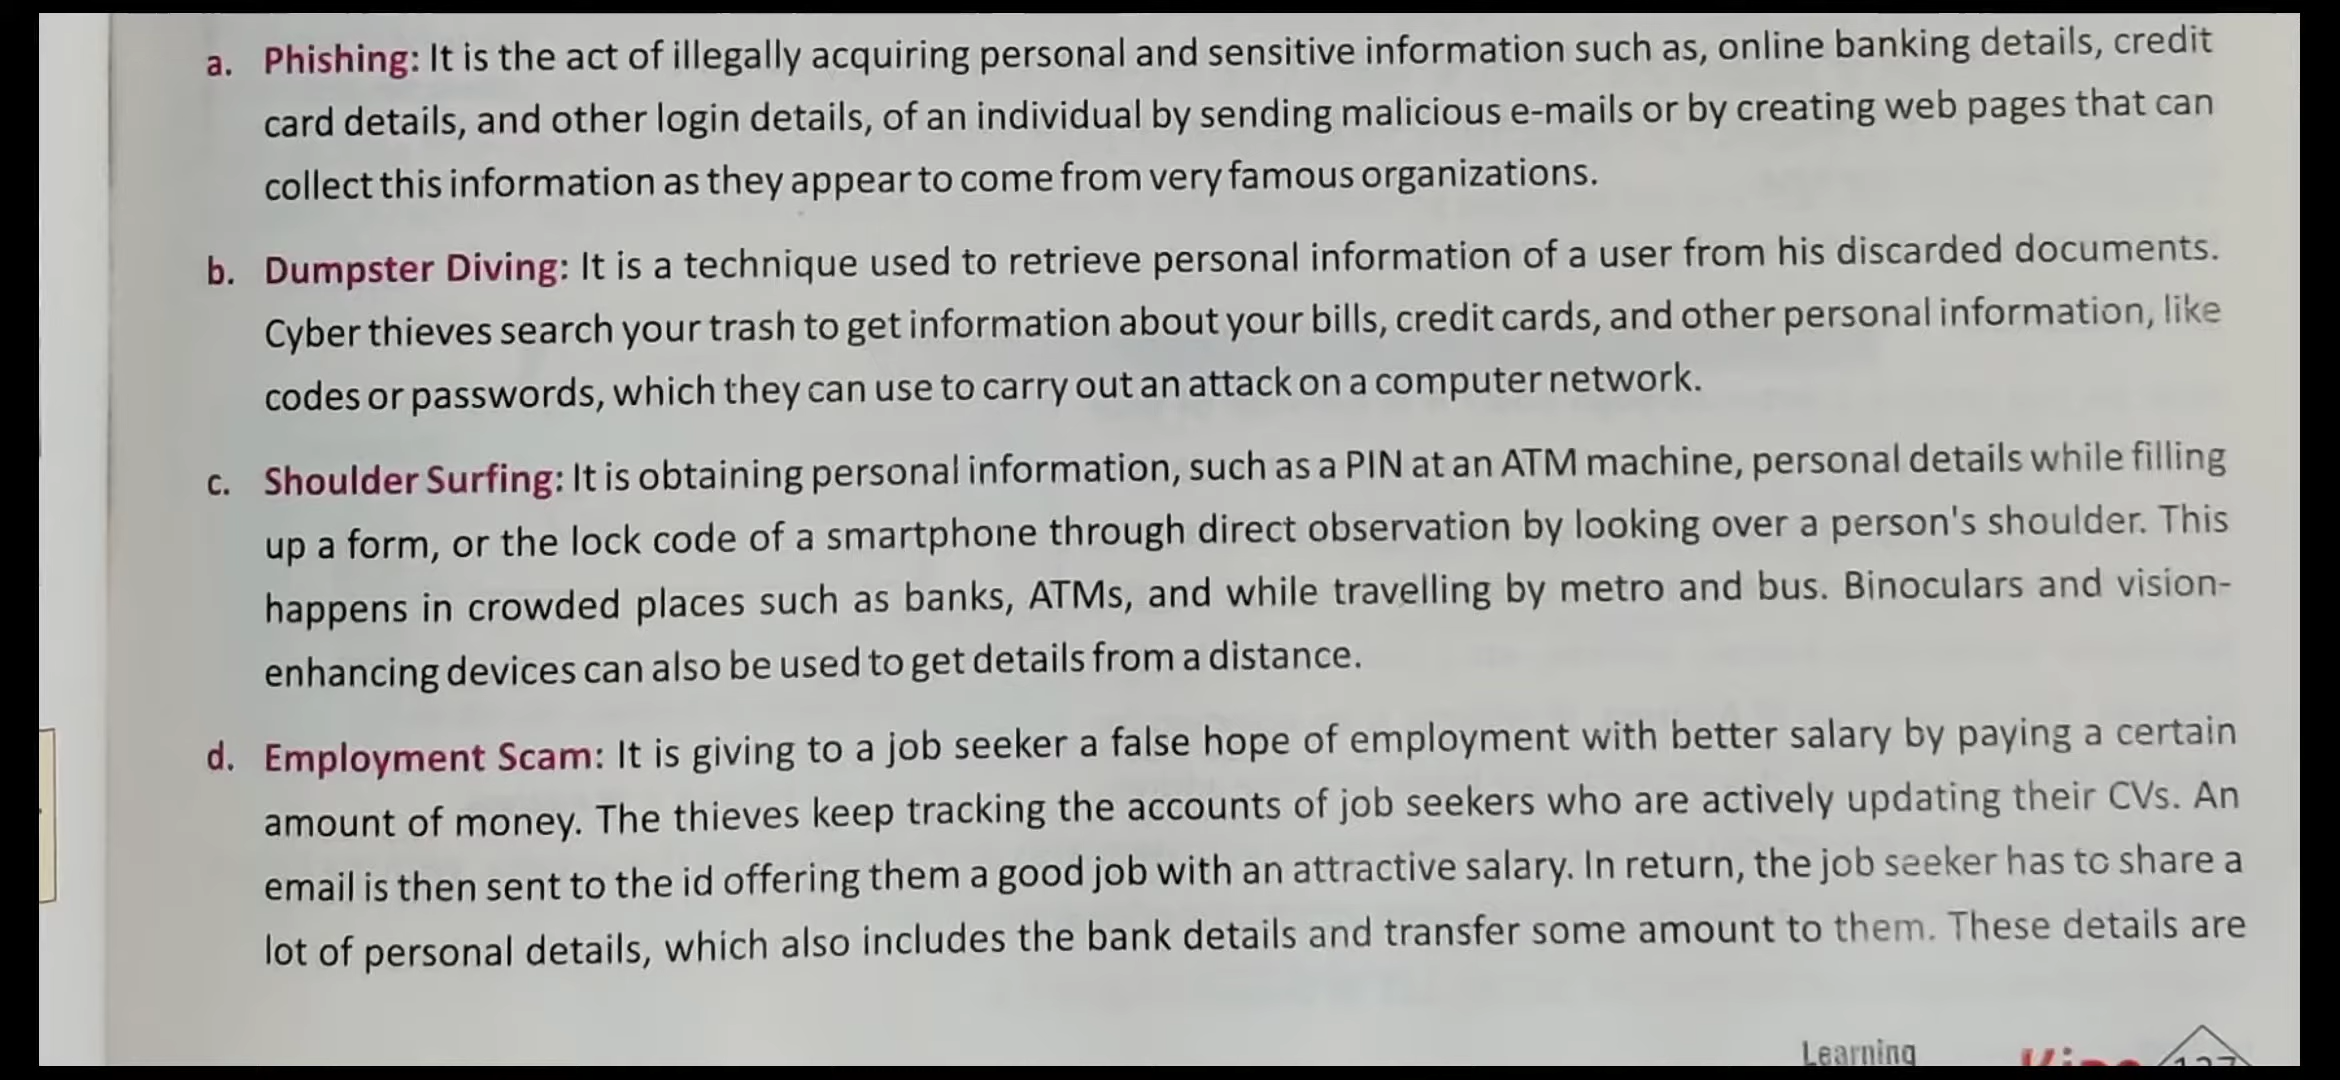 a. Phishing: It is the act of illegally acquiring personal and sensitive information such as, online banking details, credit
card details, and other login details, of an individual by sending malicious e-mails or by creating web pages that can
collect this information as they appear to come from very famous organizations.
b. Dumpster Diving: It is a technique used to retrieve personal information of a user from his discarded documents.
Cyber thieves search your trash to get information about your bills, credit cards, and other personal information, like
codes or passwords, which they can use to carry out an attack on a computer network.
c. Shoulder Surfing: It is obtaining personal information, such as a PIN at an ATM machine, personal details while filling
up a form, or the lock code of a smartphone through direct observation by looking over a person's shoulder. This
happens in crowded places such as banks, ATMs, and while travelling by metro and bus. Binoculars and vision-
enhancing devices can also be used to get details from a distance.
d. Employment Scam: It is giving to a job seeker a false hope of employment with better salary by paying a certain
amount of money. The thieves keep tracking the accounts of job seekers who are actively updating their CVs. An
email is then sent to the id offering them a good job with an attractive salary. In return, the job seeker has to share a
lot of personal details, which also includes the bank details and transfer some amount to them. These details are
Learning